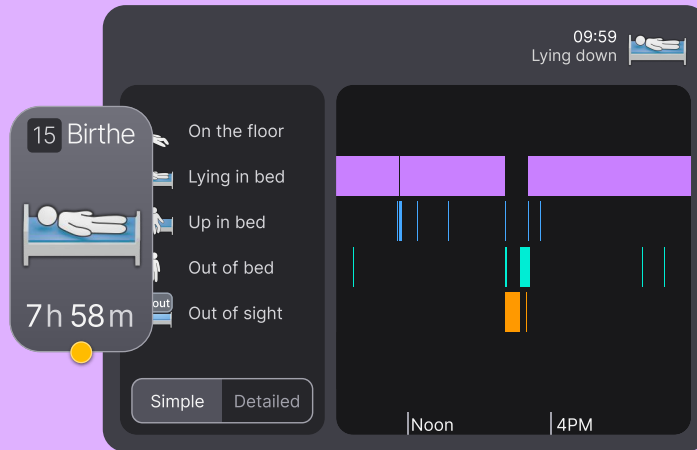 09:59
Lying down
15 Birthe
7h 58m
On the floor
Lying in bed
Up in bed
Out of bed
out
Out of sight
Simple Detailed
Noon 4PM